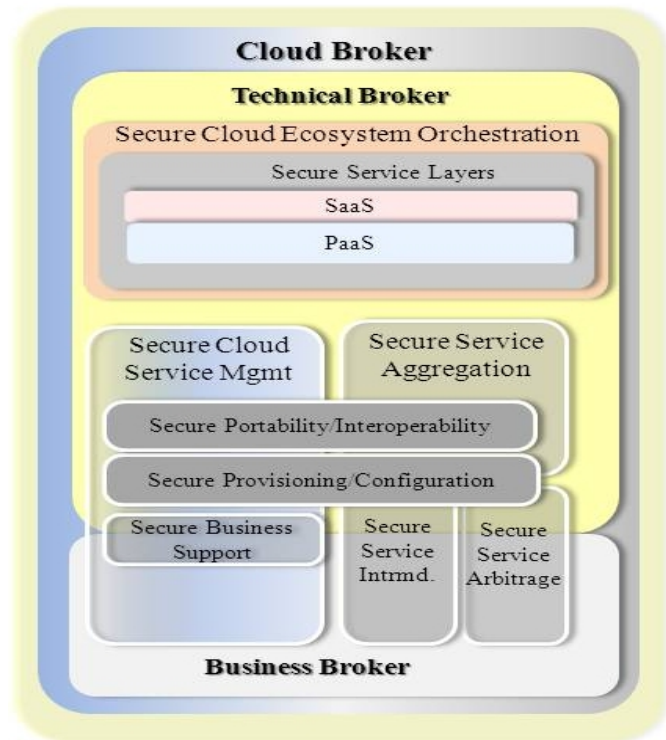 Cloud Broker
Technical Broker
Secure Cloud Ecosystem Orchestration
Secure Service Layers
SaaS
PaaS
Secure Cloud
Service Mgmt
Secure Service
Aggregation
Secure Portability/Interoperability
Secure Provisioning/Configuration
Secure Business
Support
Secure
Service
Intrmd.
Secure
Service
Arbitrage
Business Broker